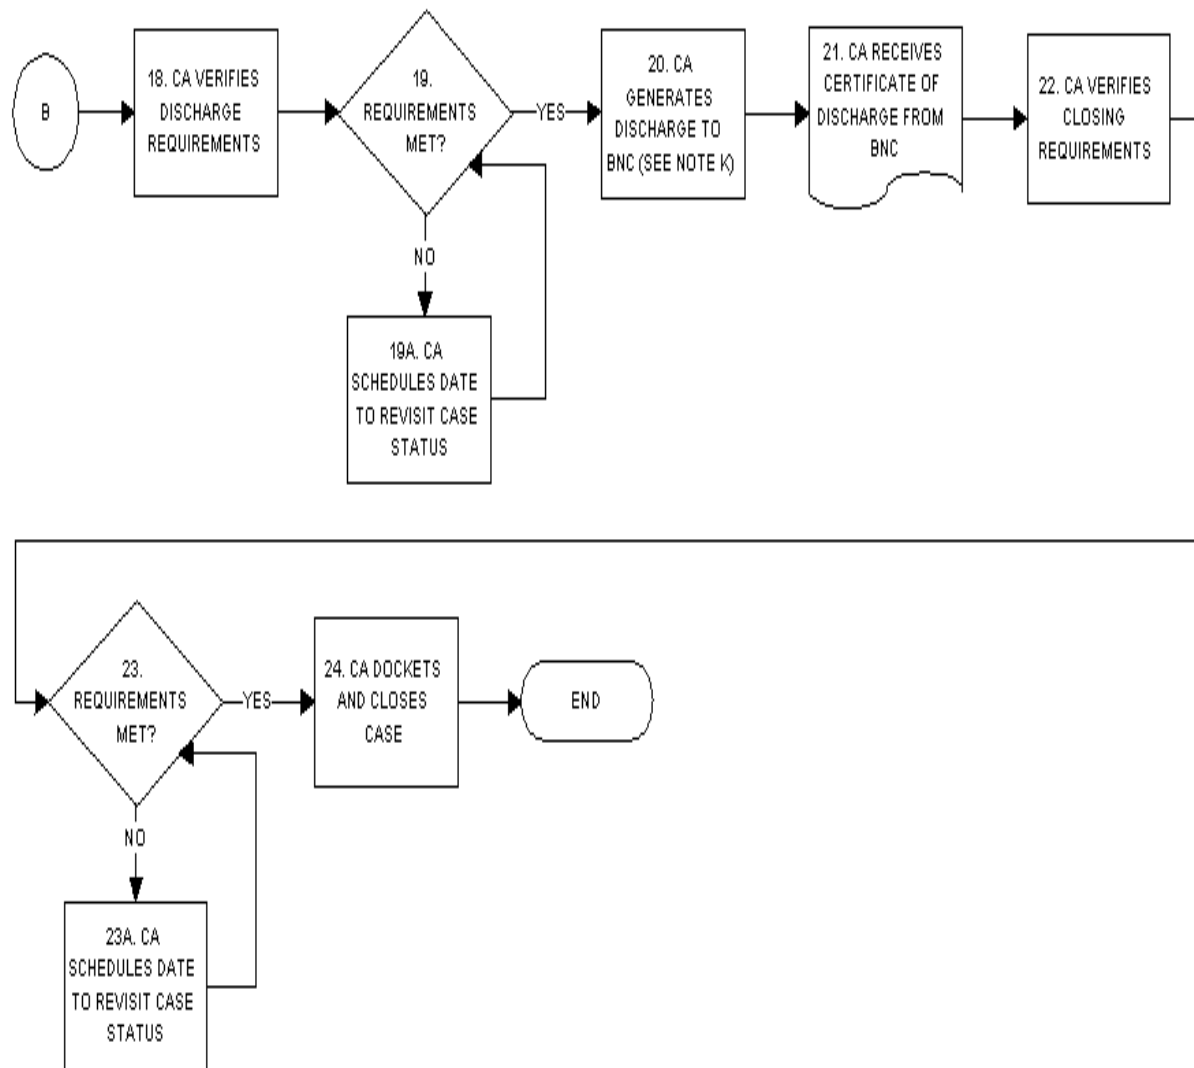 B
18. CA VERIFIES
DISCHARGE
REQUIREMENTS
19.
REQUIREMENTS
MET?
YES
NO
19A. CA
SCHEDULES DATE
TO REVISIT CASE
STATUS
20. CA
GENERATES
DISCHARGE TO
BNC (SEE NOTE K)
21. CA RECEIVES
CERTIFICATE OF
DISCHARGE FROM
BNC
22. CA VERIFIES
CLOSING
REQUIREMENTS
23.
REQUIREMENTS
MET?
YES
NO
23A. CA
SCHEDULES DATE
TO REVISIT CASE
STATUS
24. CA DOCKETS
AND CLOSES
CASE
END